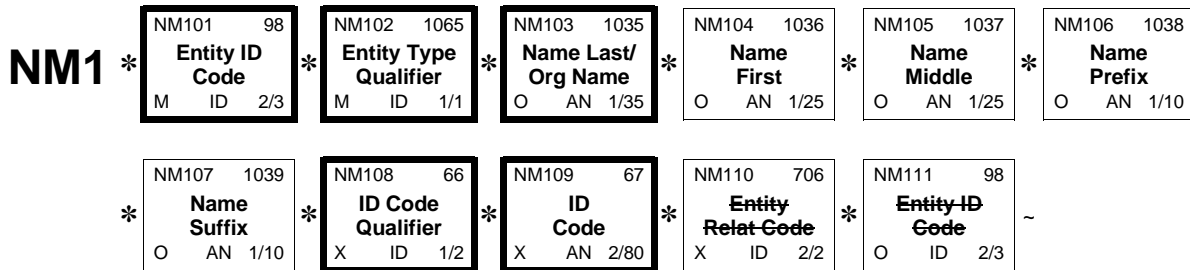 NM101 98 NM102 1065 NM103 1035 NM104 1036 NM105 1037 NM106 1038
NM1 * Entity ID Code * Entity Type Qualifier * Name Last/ Org Name * Name First * Name Middle * Name Prefix
M ID 2/3 M ID 1/1 O AN 1/35 O AN 1/25 O AN 1/25 O AN 1/10
NM107 1039 NM108 66 NM109 67 NM110 706 NM111 98
* Name Suffix * ID Code Qualifier * ID Code * Entity Relat Code * Entity ID Code ~
O AN 1/10 X ID 1/2 X AN 2/80 X ID 2/2 O ID 2/3